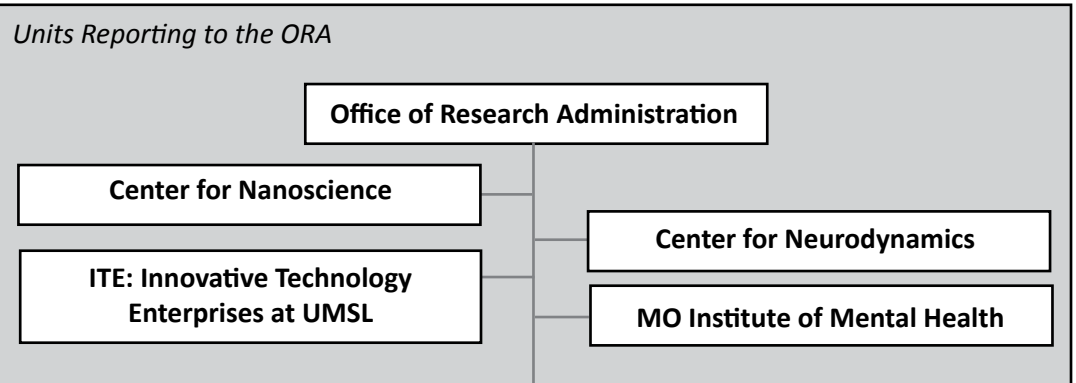 Units Reporting to the ORA
Office of Research Administration
Center for Nanoscience
Center for Neurodynamics
ITE: Innovative Technology
Enterprises at UMSL
MO Institute of Mental Health